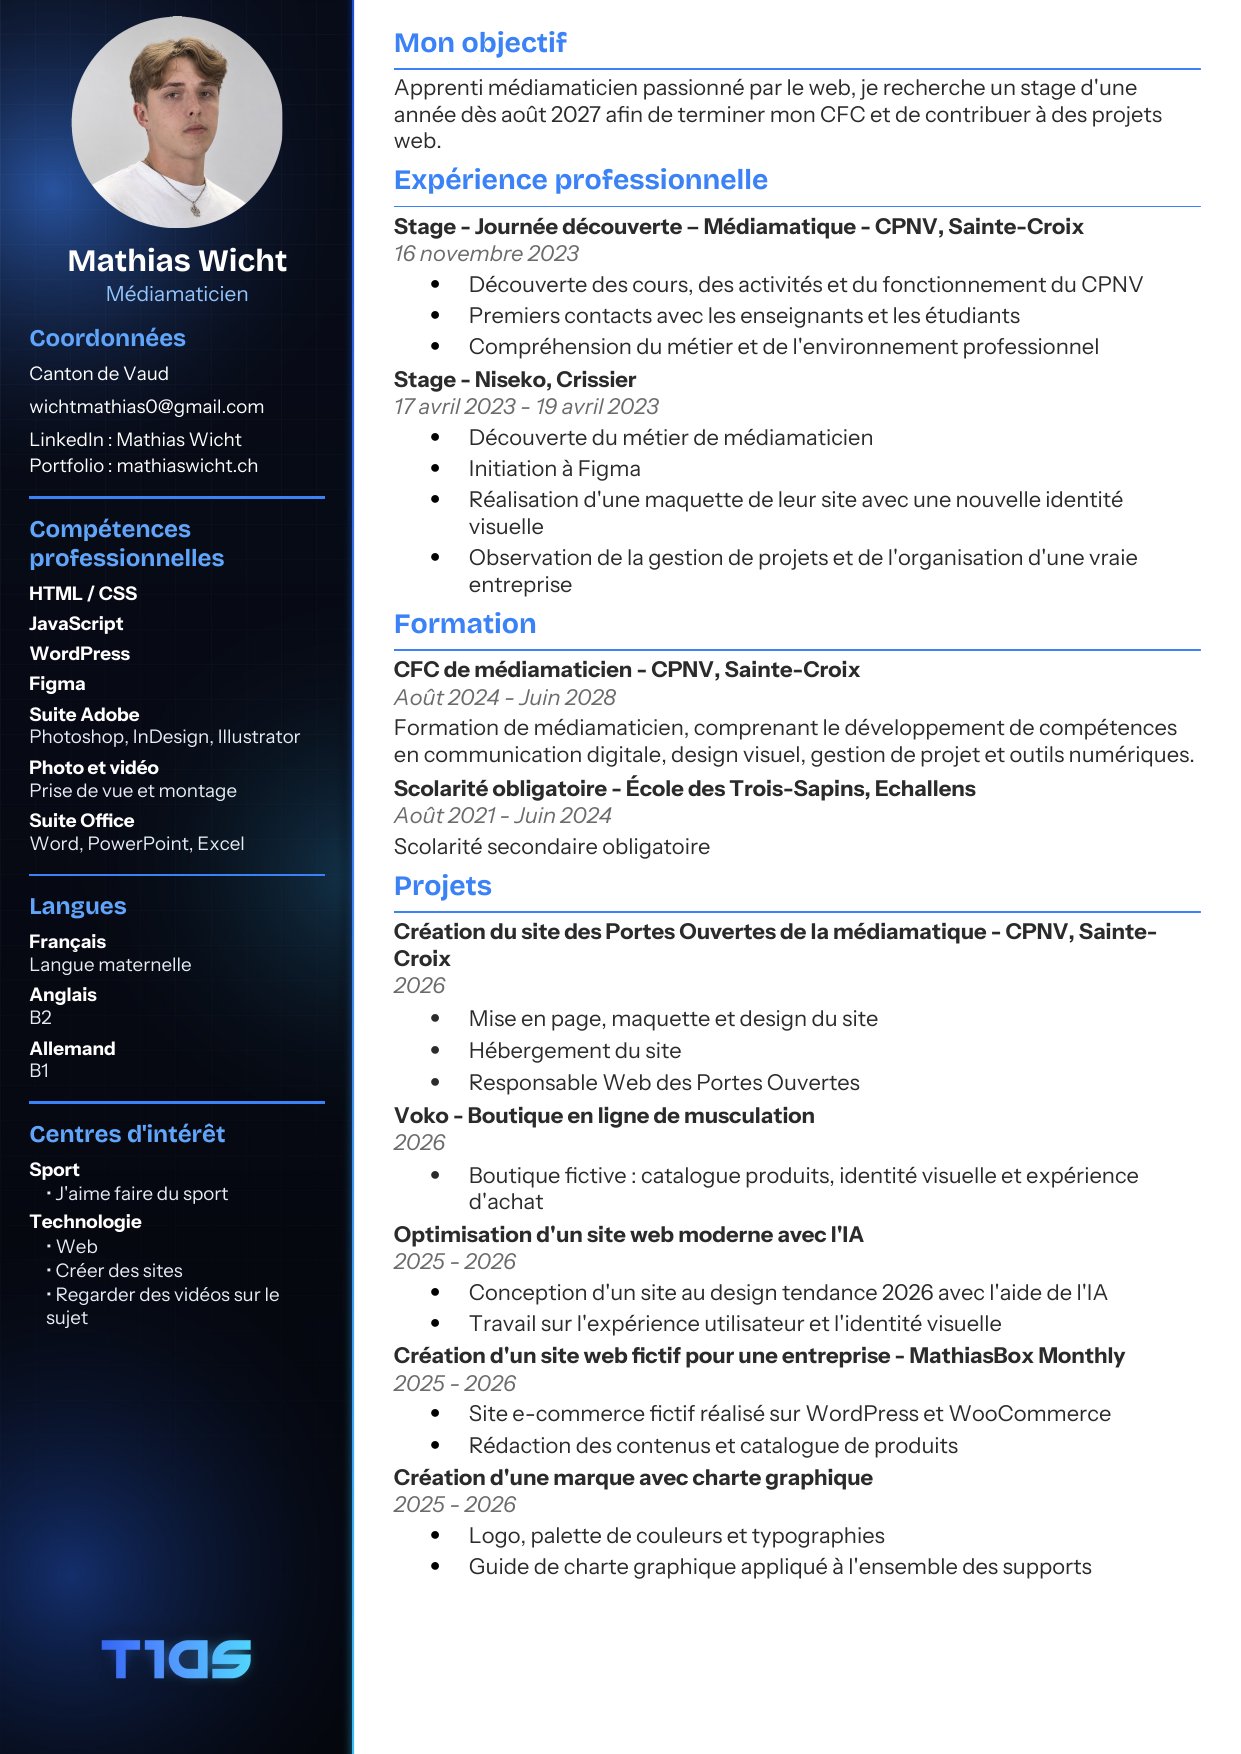 Mathias Wicht
Médiamaticien
Coordonnées
Canton de Vaud
wichtmathias0@gmail.com
LinkedIn : Mathias Wicht
Portfolio : mathiaswicht.ch
Compétences
professionnelles
HTML / CSS
JavaScript
WordPress
Figma
Suite Adobe
Photoshop, InDesign, Illustrator
Photo et vidéo
Prise de vue et montage
Suite Office
Word, PowerPoint, Excel
Langues
Français
Langue maternelle
Anglais
B2
Allemand
B1
Centres d'intérêt
Sport
· J'aime faire du sport
Technologie
· Web
· Créer des sites
· Regarder des vidéos sur le
sujet
T1as
Mon objectif
Apprenti médiamaticien passionné par le web, je recherche un stage d'une
année dès août 2027 afin de terminer mon CFC et de contribuer à des projets
web.
Expérience professionnelle
Stage - Journée découverte – Médiamatique - CPNV, Sainte-Croix
16 novembre 2023
• Découverte des cours, des activités et du fonctionnement du CPNV
• Premiers contacts avec les enseignants et les étudiants
• Compréhension du métier et de l'environnement professionnel
Stage - Niseko, Crissier
17 avril 2023 - 19 avril 2023
• Découverte du métier de médiamaticien
• Initiation à Figma
• Réalisation d'une maquette de leur site avec une nouvelle identité
visuelle
• Observation de la gestion de projets et de l'organisation d'une vraie
entreprise
Formation
CFC de médiamaticien - CPNV, Sainte-Croix
Août 2024 - Juin 2028
Formation de médiamaticien, comprenant le développement de compétences
en communication digitale, design visuel, gestion de projet et outils numériques.
Scolarité obligatoire - École des Trois-Sapins, Echallens
Août 2021 - Juin 2024
Scolarité secondaire obligatoire
Projets
Création du site des Portes Ouvertes de la médiamatique - CPNV, Sainte-
Croix
2026
• Mise en page, maquette et design du site
• Hébergement du site
• Responsable Web des Portes Ouvertes
Voko - Boutique en ligne de musculation
2026
• Boutique fictive : catalogue produits, identité visuelle et expérience
d'achat
Optimisation d'un site web moderne avec l'IA
2025 - 2026
• Conception d'un site au design tendance 2026 avec l'aide de l'IA
• Travail sur l'expérience utilisateur et l'identité visuelle
Création d'un site web fictif pour une entreprise - MathiasBox Monthly
2025 - 2026
• Site e-commerce fictif réalisé sur WordPress et WooCommerce
• Rédaction des contenus et catalogue de produits
Création d'une marque avec charte graphique
2025 - 2026
• Logo, palette de couleurs et typographies
• Guide de charte graphique appliqué à l'ensemble des supports